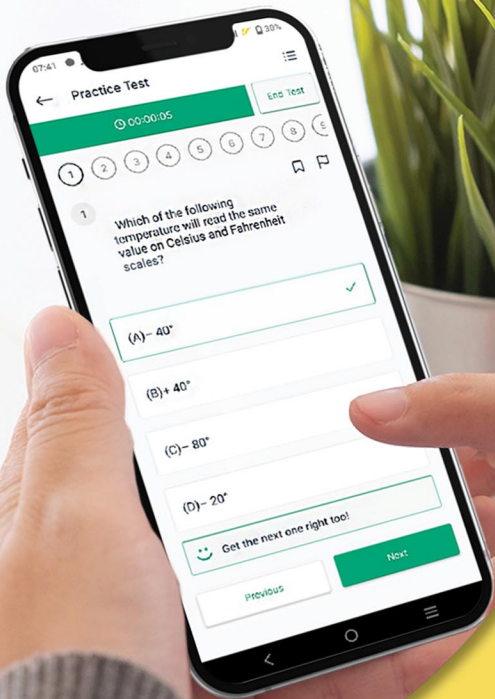 07:41
30%
Practice Test
00:00:05
End Test
1 2 3 4 5 6 7 8
1
Which of the following
temperature will read the same
value on Celsius and Fahrenheit
scales?
(A)– 40°
(B)+ 40°
(C)– 80°
(D)– 20°
Get the next one right too!
Previous
Next